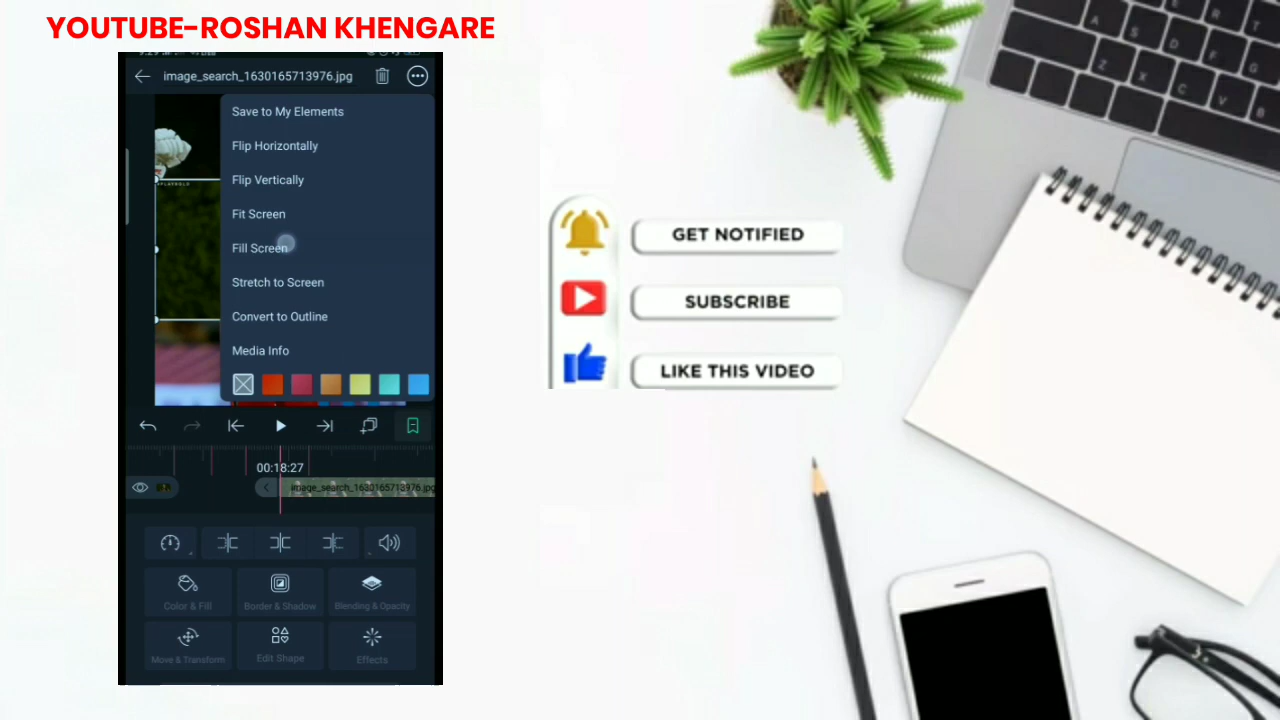 YOUTUBE-ROSHAN KHENGARE
image_search_1630165713976.jpg
Save to My Elements
Flip Horizontally
Flip Vertically
Fit Screen
Fill Screen
Stretch to Screen
Convert to Outline
Media Info
00:18:27
image_search_1630165713976.jpg
Color & Fill
Border & Shadow
Blending & Opacity
Move & Transform
Edit Shape
Effects
GET NOTIFIED
SUBSCRIBE
LIKE THIS VIDEO